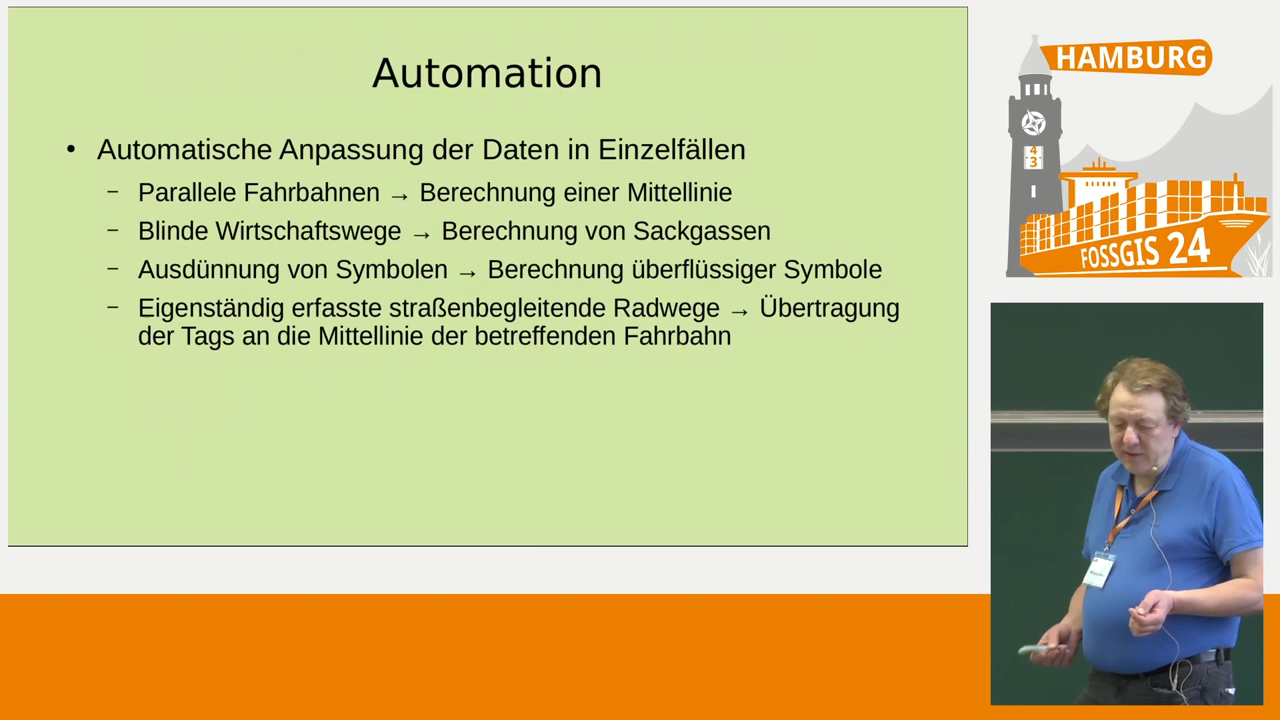 Automation
• Automatische Anpassung der Daten in Einzelfällen
– Parallele Fahrbahnen → Berechnung einer Mittellinie
– Blinde Wirtschaftswege → Berechnung von Sackgassen
– Ausdünnung von Symbolen → Berechnung überflüssiger Symbole
– Eigenständig erfasste straßenbegleitende Radwege → Übertragung
der Tags an die Mittellinie der betreffenden Fahrbahn
HAMBURG
4
3
FOSSGIS 24